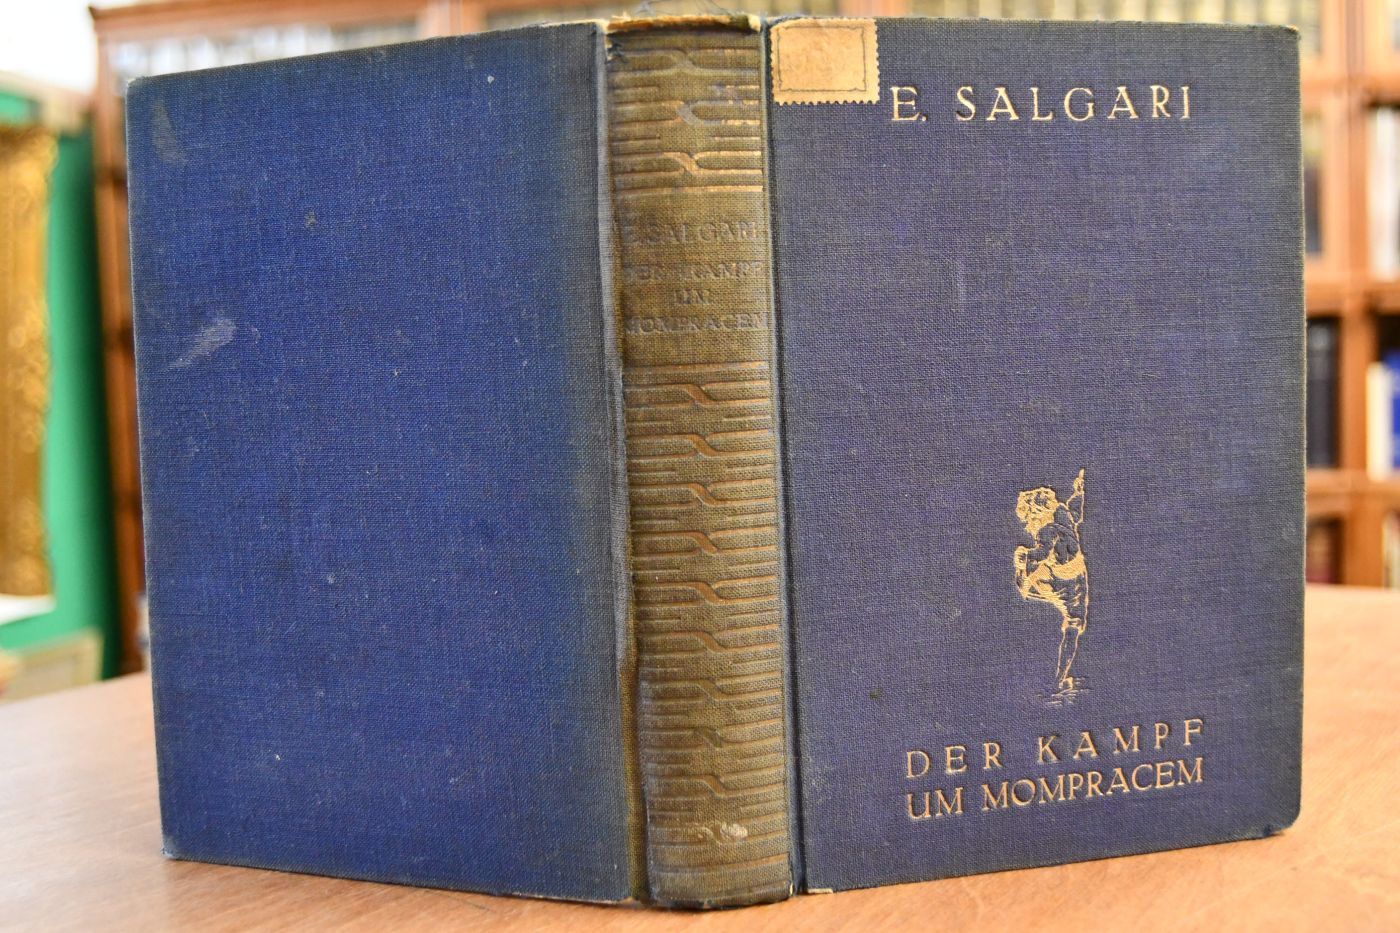 E. SALGARI
DER KAMPF
UM
MOMPRACEM
E. SALGARI
DER KAMPF
UM MOMPRACEM